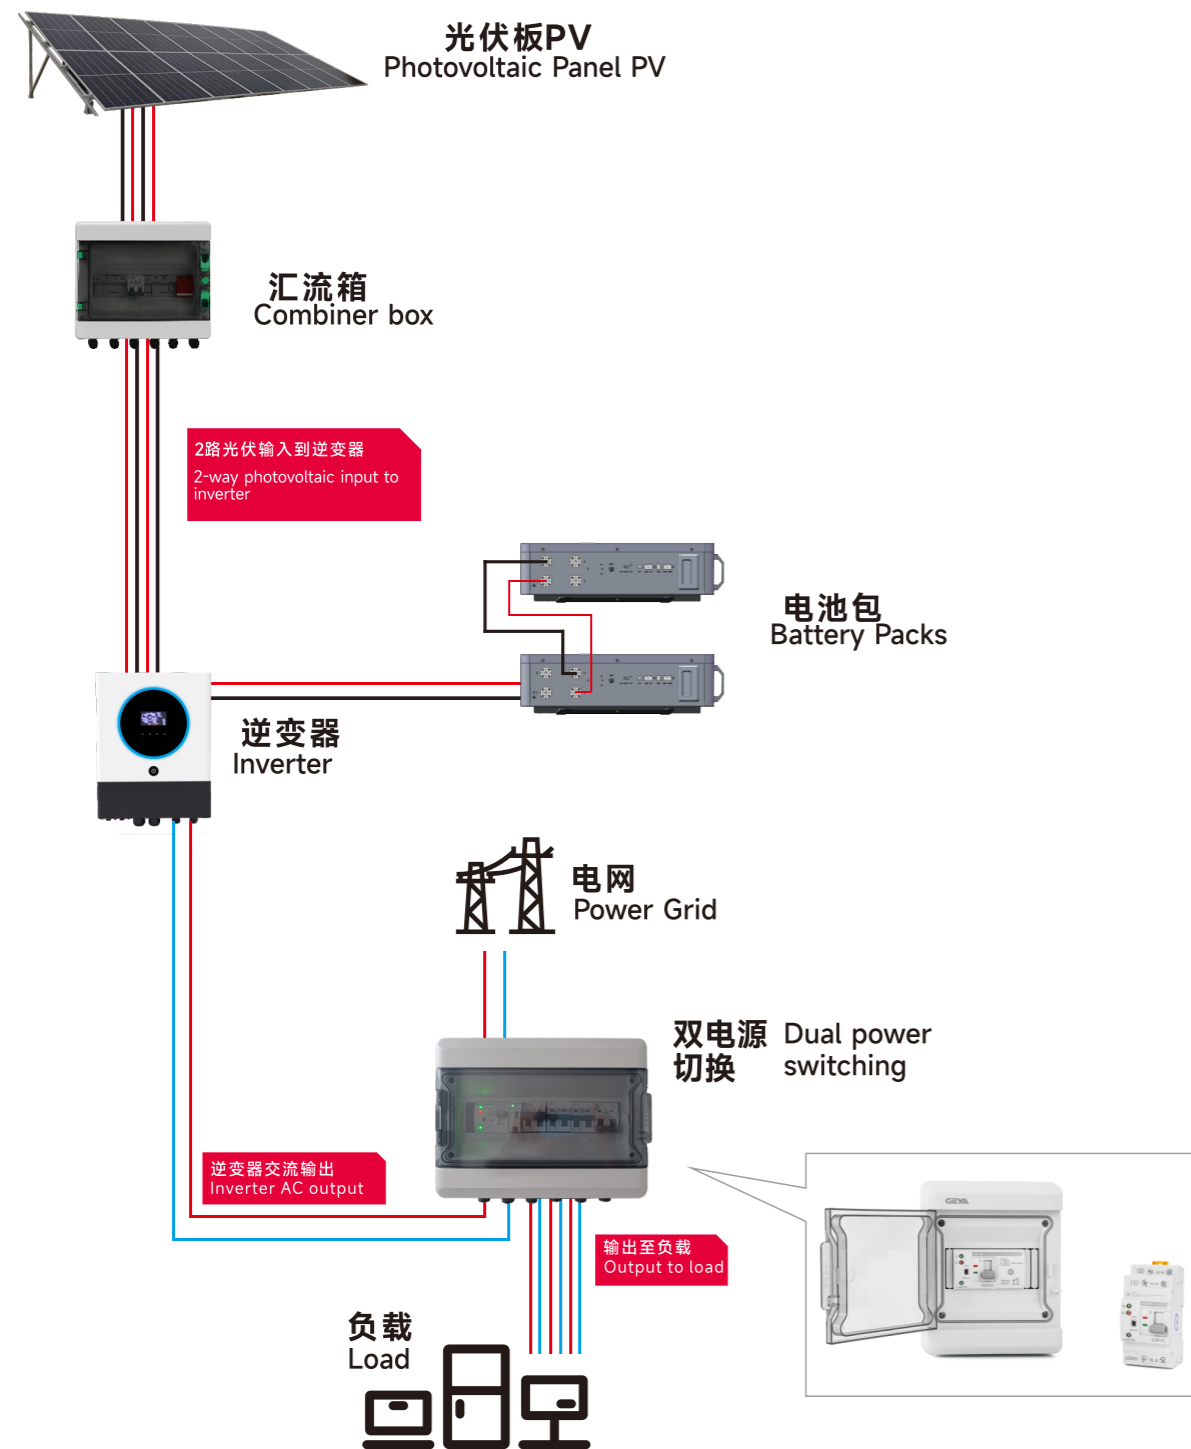 光伏板PV
Photovoltaic Panel PV
汇流箱
Combiner box
2路光伏输入到逆变器
2-way photovoltaic input to
inverter
电池包
Battery Packs
逆变器
Inverter
电网
Power Grid
双电源
切换
Dual power
switching
逆变器交流输出
Inverter AC output
GEYA
输出至负载
Output to load
负载
Load